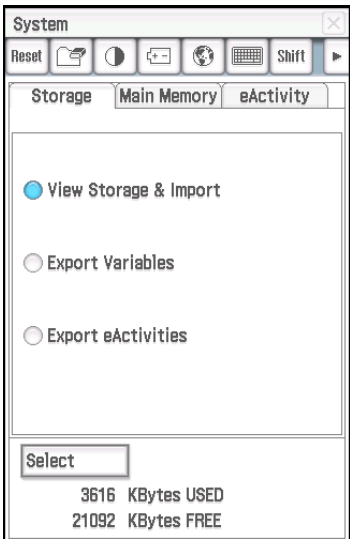 System
Reset (+ -) Shift
Storage Main Memory eActivity
View Storage & Import
Export Variables
Export eActivities
Select
3616 KBytes USED
21092 KBytes FREE